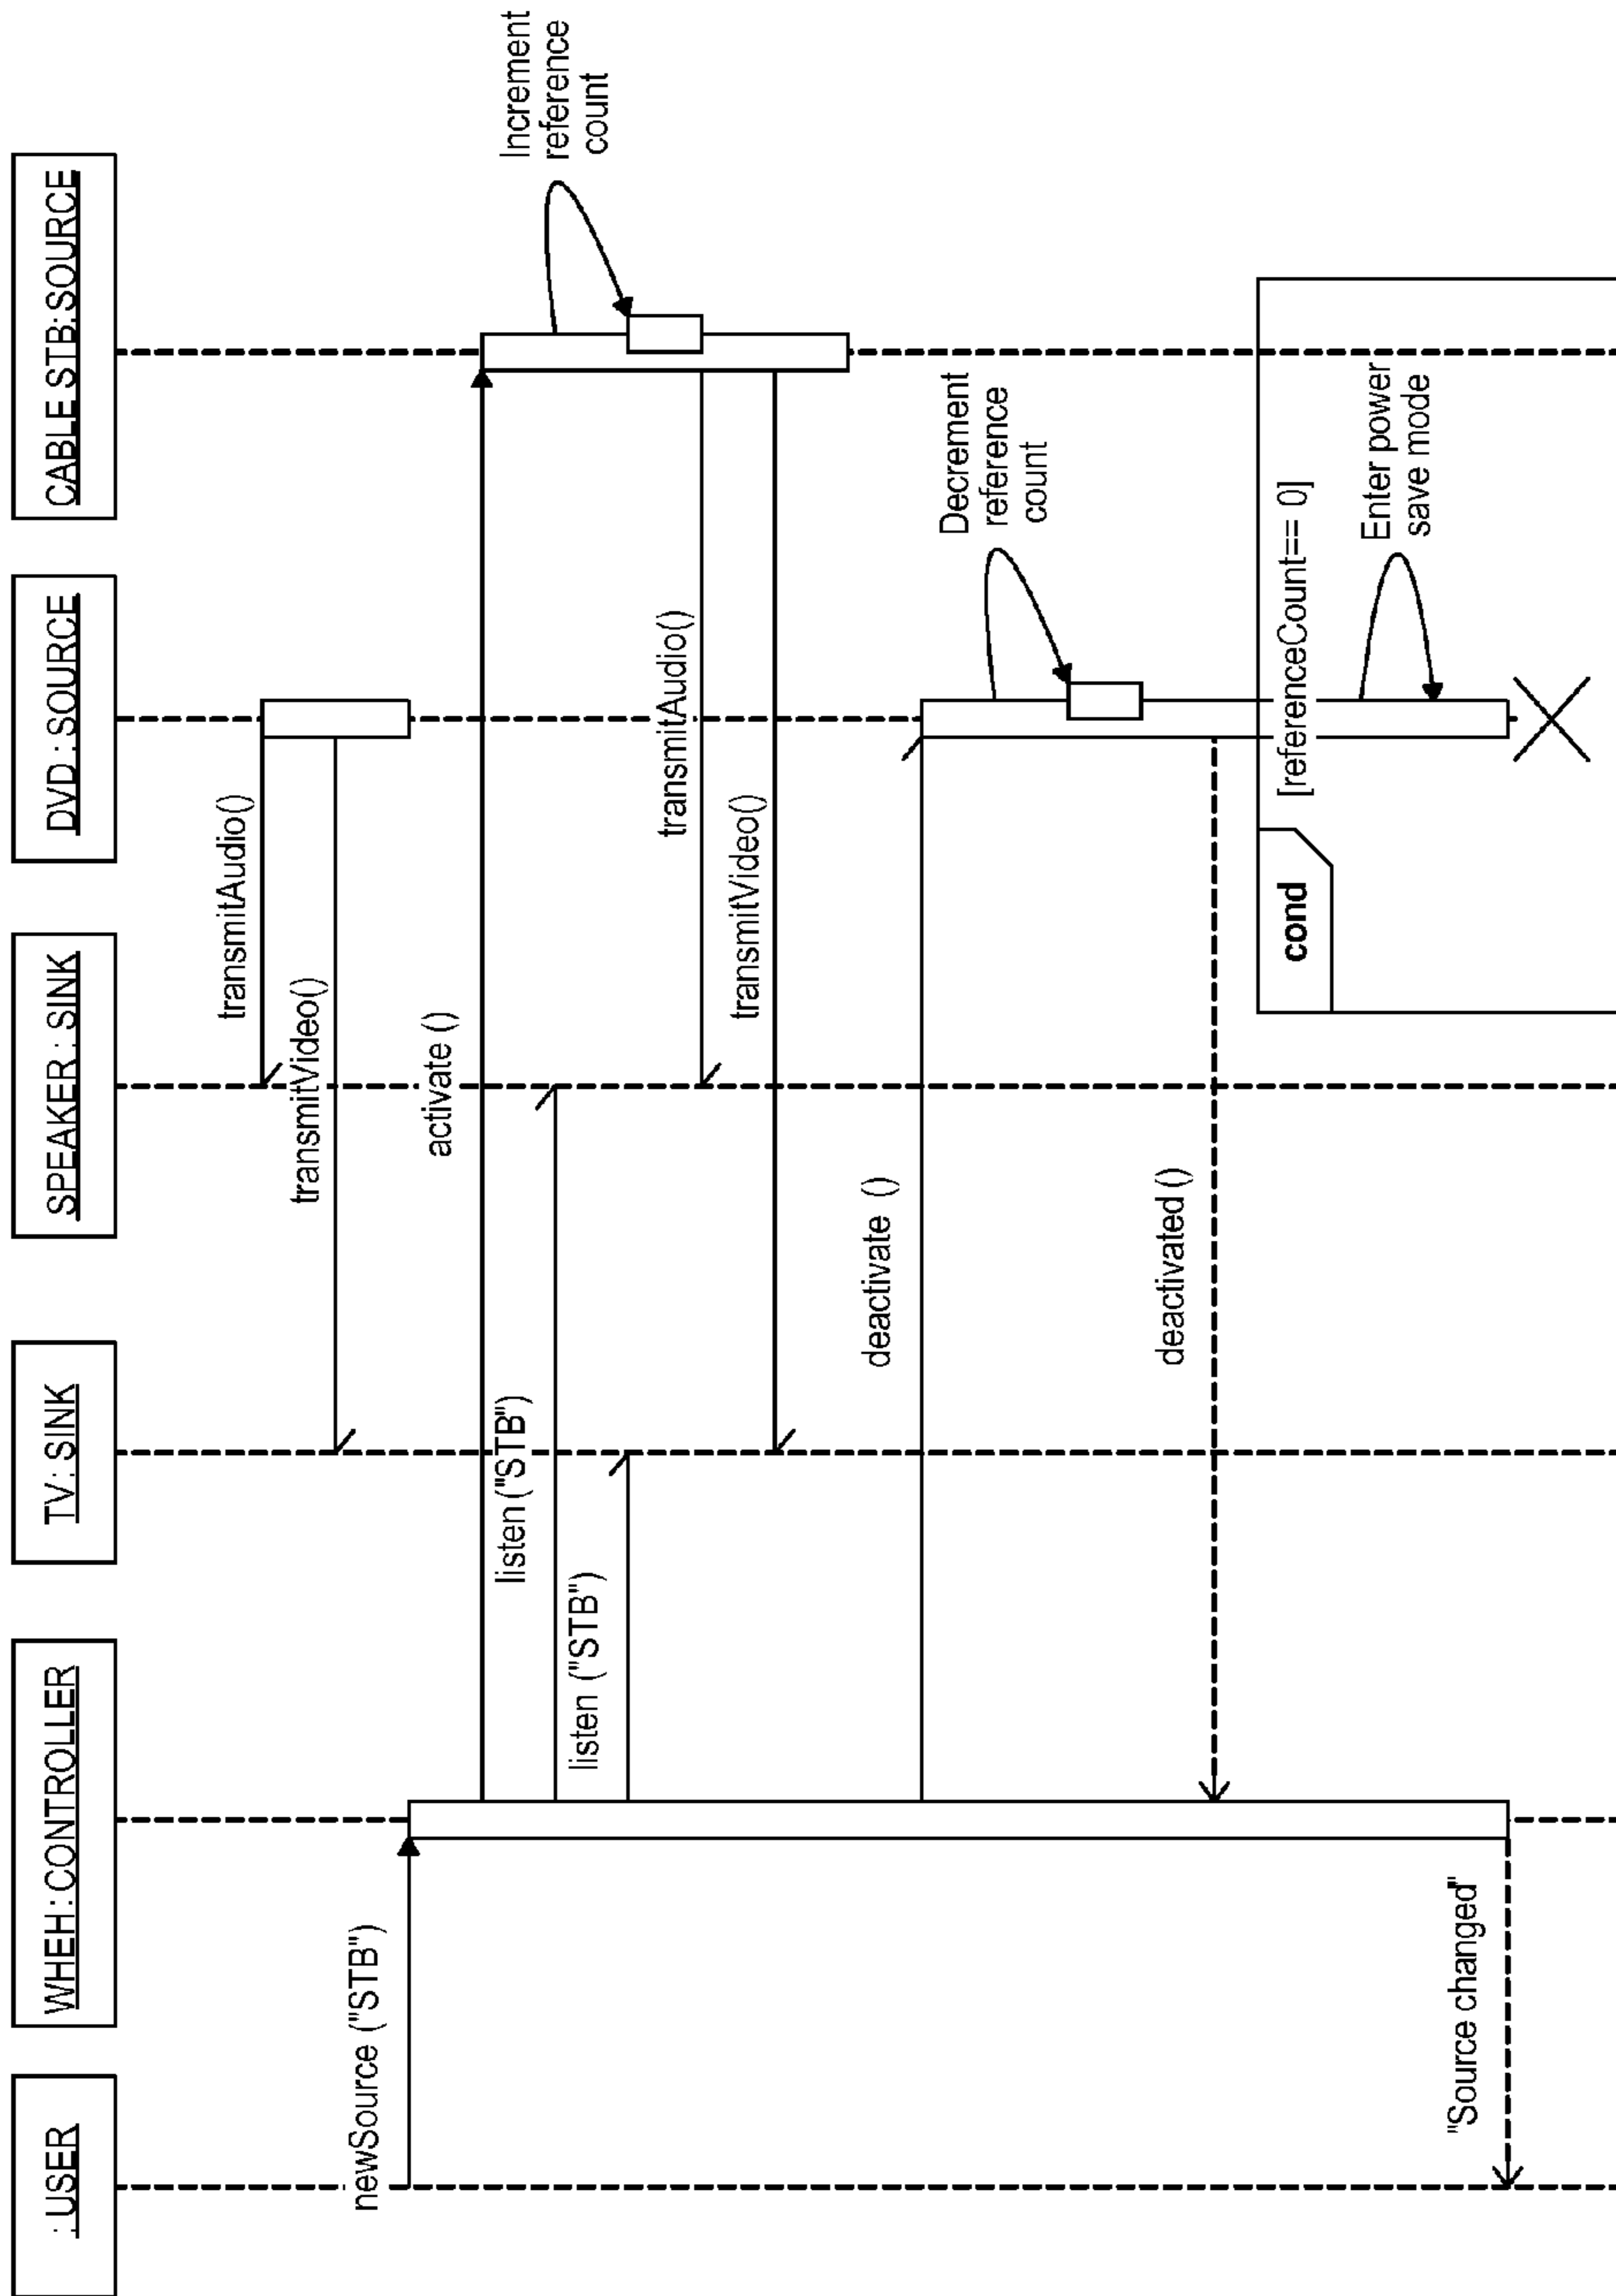 : USER
WHEH : CONTROLLER
TV : SINK
SPEAKER : SINK
DVD : SOURCE
CABLE STB:SOURCE
transmitAudio()
transmitVideo()
newSource ("STB")
activate ()
listen ("STB")
Increment
reference
count
listen ("STB")
transmitAudio()
transmitVideo()
deactivate ()
Decrement
reference
count
deactivated ()
cond
[referenceCount== 0]
Enter power
save mode
"Source changed"